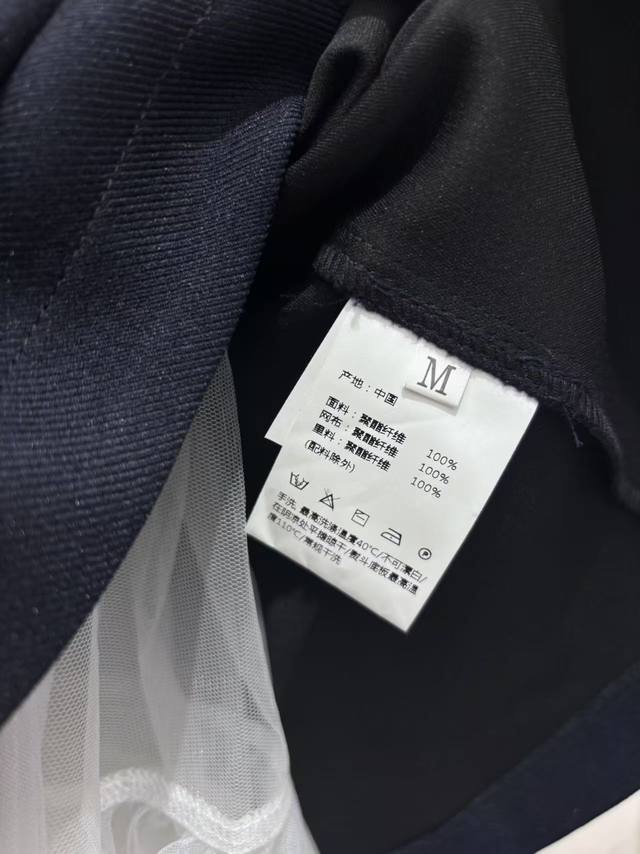 M
产地：中国
面料：聚酯纤维 100%
网布：聚酯纤维 100%
里料：聚酯纤维 100%
(配料除外)
手洗 最高洗涤温度40℃/不可漂白/
在阴凉处平摊晾干/熨斗底板最高温
度110℃/常规干洗